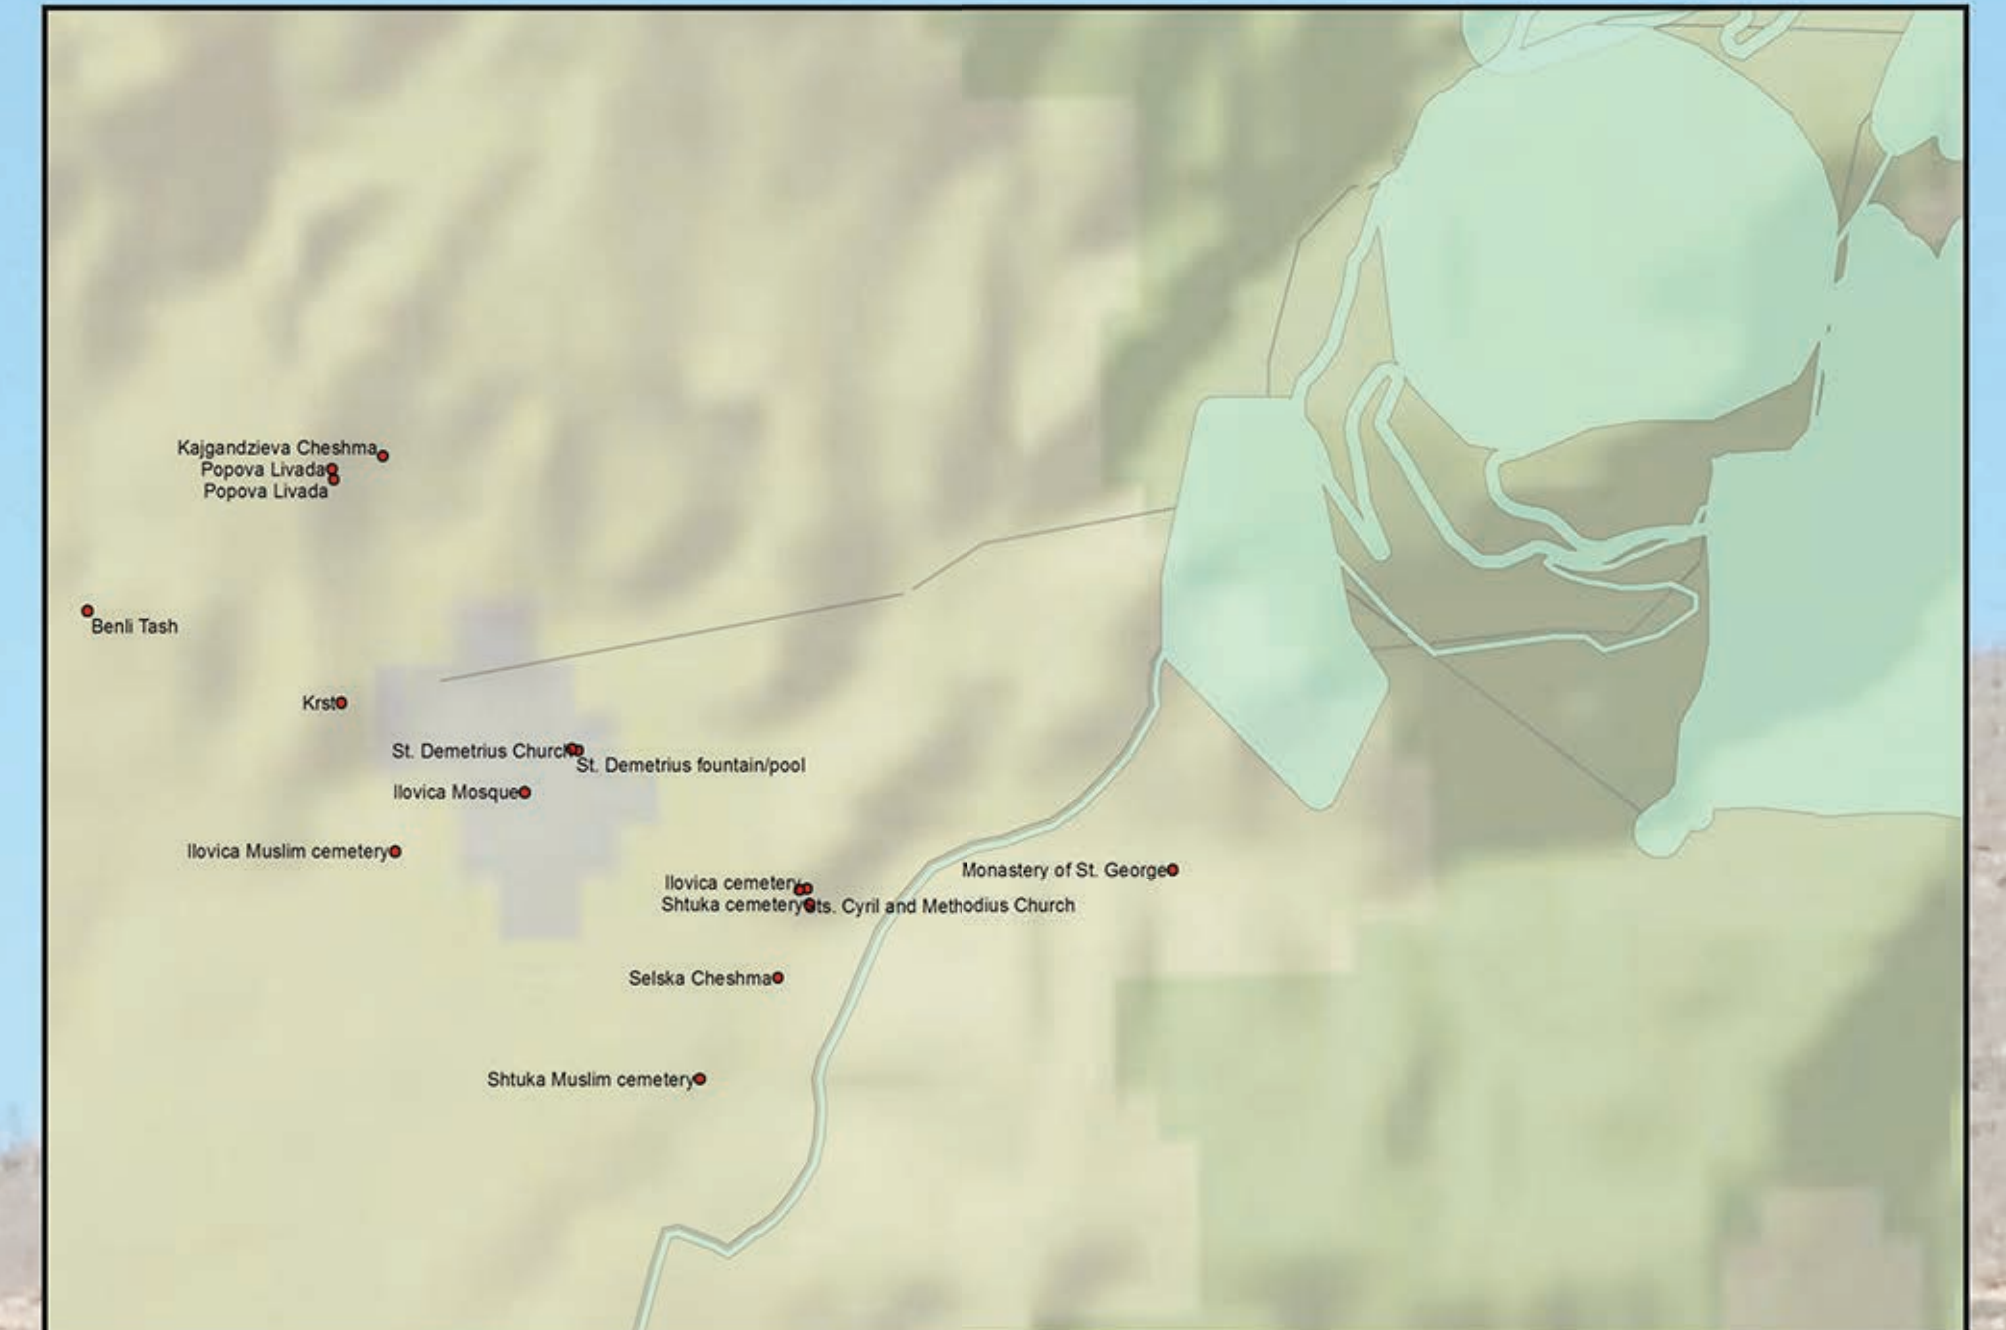 Kajgandzieva Cheshma
Popova Livada
Popova Livada
Benli Tash
Krst
St. Demetrius Church
St. Demetrius fountain/pool
Ilovica Mosque
Ilovica Muslim cemetery
Monastery of St. George
Ilovica cemetery
Shtuka cemetery
Sts. Cyril and Methodius Church
Selska Cheshma
Shtuka Muslim cemetery